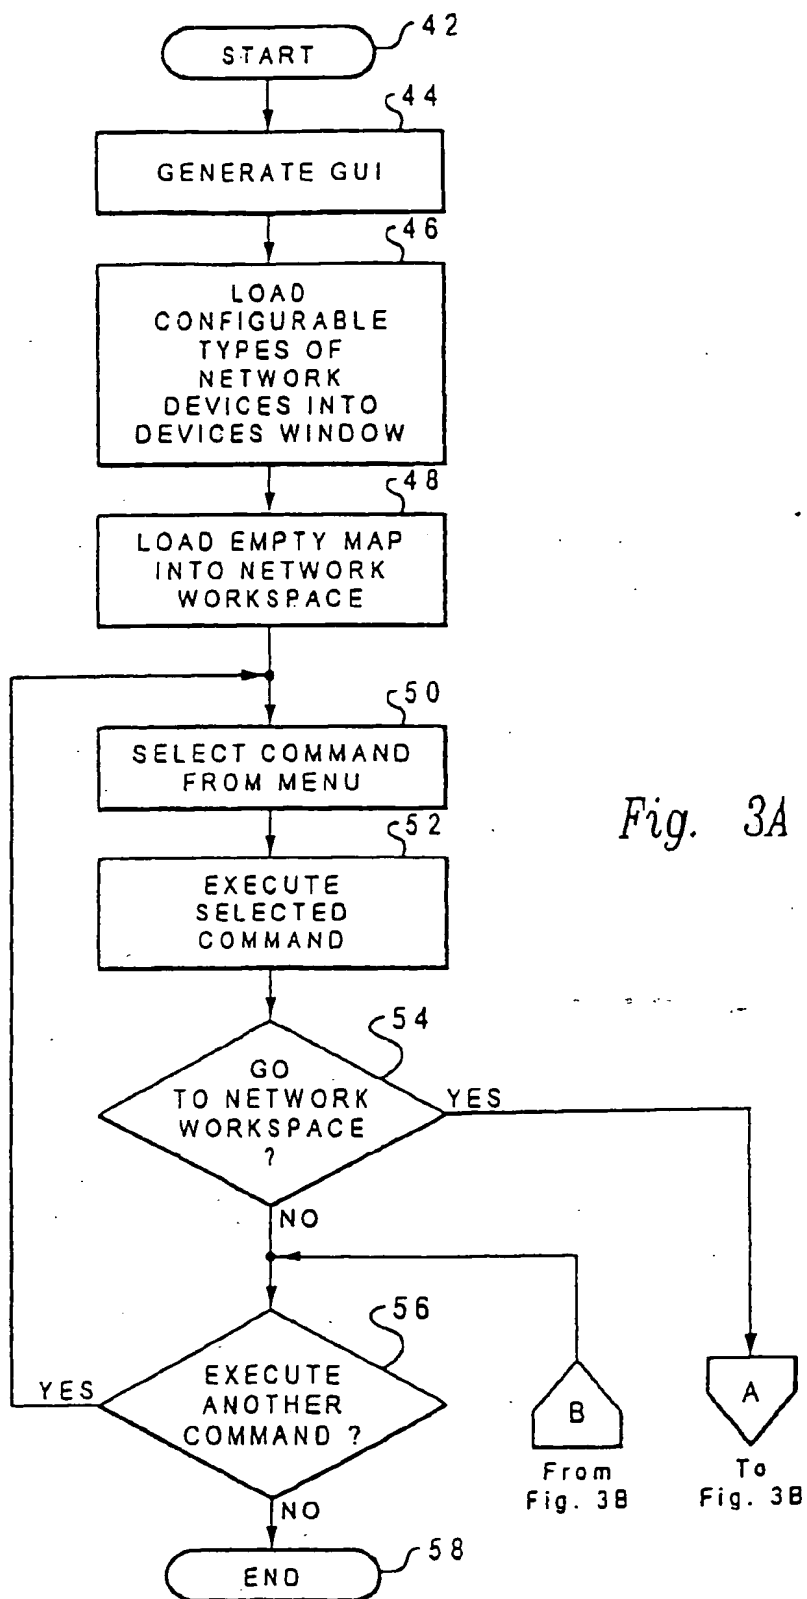 42
START
44
GENERATE GUI
46
LOAD
CONFIGURABLE
TYPES OF
NETWORK
DEVICES INTO
DEVICES WINDOW
48
LOAD EMPTY MAP
INTO NETWORK
WORKSPACE
50
SELECT COMMAND
FROM MENU
Fig. 3A
52
EXECUTE
SELECTED
COMMAND
54
GO
TO NETWORK
WORKSPACE
?
YES
NO
56
EXECUTE
ANOTHER
COMMAND ?
YES
B
From
Fig. 3B
A
To
Fig. 3B
NO
58
END